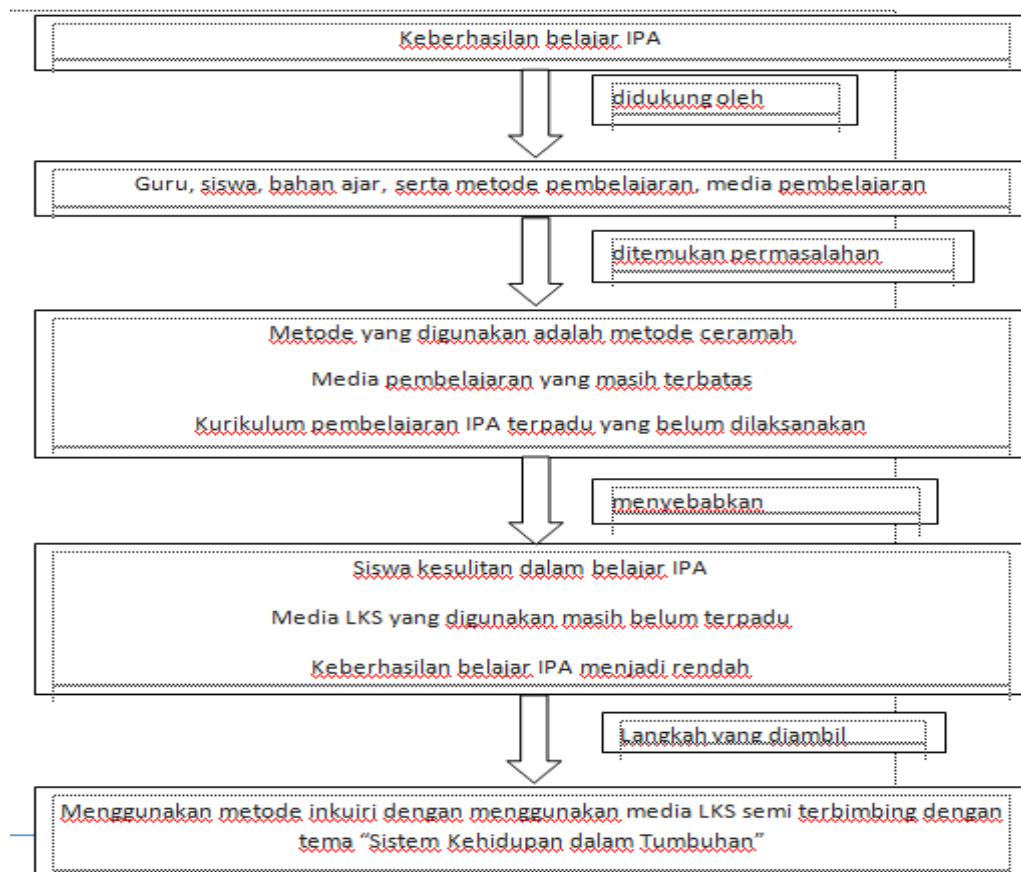 Keberhasilan belajar IPA
didukung oleh
Guru, siswa, bahan ajar, serta metode pembelajaran, media pembelajaran
ditemukan permasalahan
Metode yang digunakan adalah metode ceramah
Media pembelajaran yang masih terbatas
Kurikulum pembelajaran IPA terpadu yang belum dilaksanakan
menyebabkan
Siswa kesulitan dalam belajar IPA
Media LKS yang digunakan masih belum terpadu
Keberhasilan belajar IPA menjadi rendah
Langkah yang diambil
Menggunakan metode inkuiri dengan menggunakan media LKS semi terbimbing dengan
tema “Sistem Kehidupan dalam Tumbuhan”